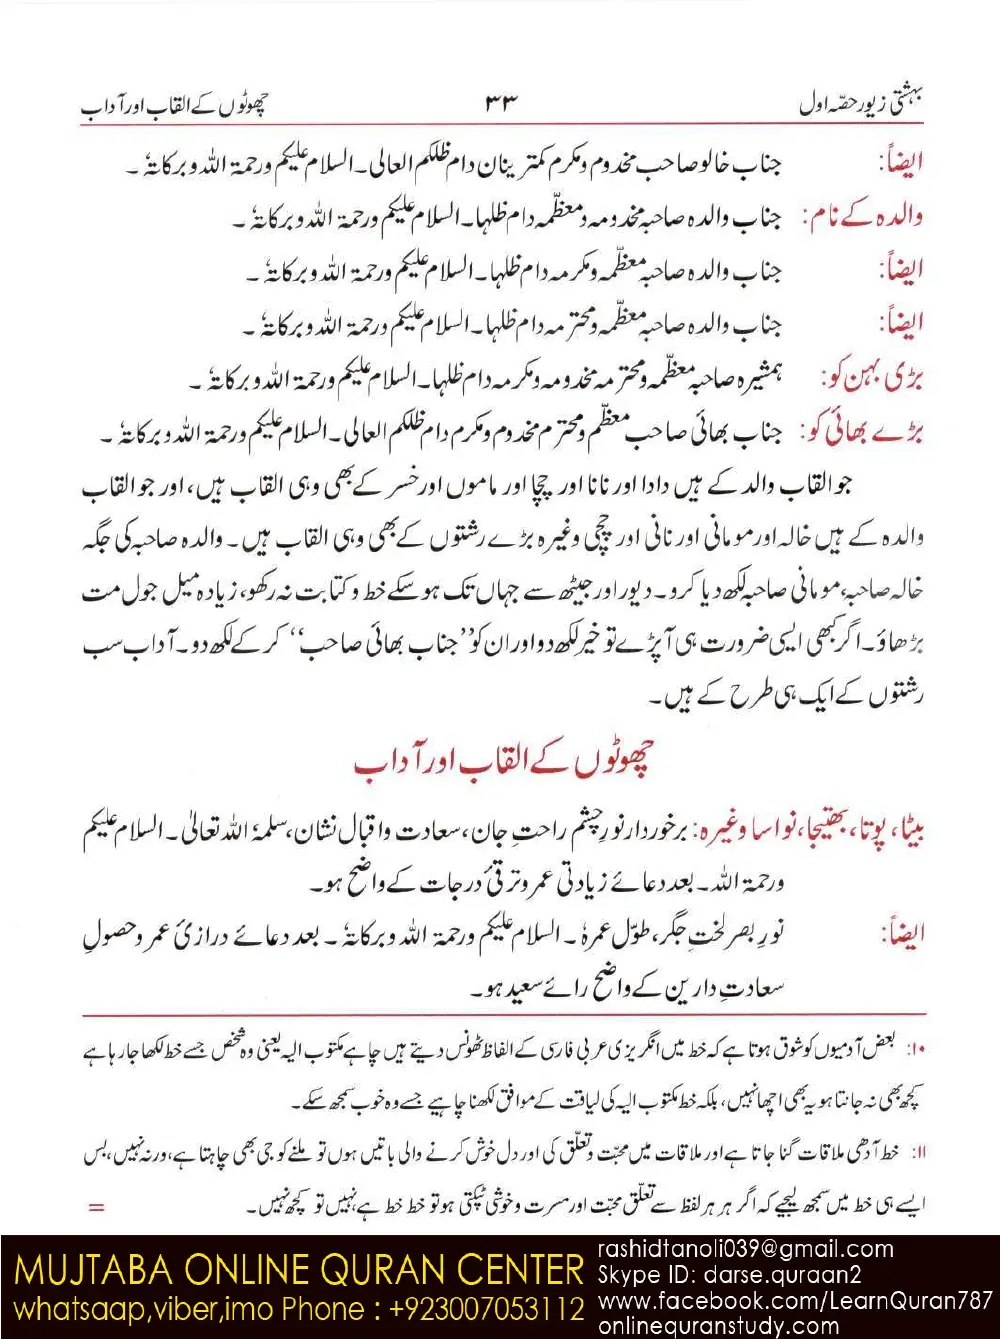 بہشتی زیور حصّہ اول ۳۳ چھوٹوں کے القاب اور آداب
ایضاً: جناب خالو صاحب مخدوم و مکرم کمترینان دام ظلکم العالی۔ السلام علیکم ورحمۃ اللہ وبرکاتہٗ ۔
والدہ کے نام: جناب والدہ صاحبہ مخدومہ و معظّمہ دام ظلہا۔ السلام علیکم ورحمۃ اللہ وبرکاتہٗ ۔
ایضاً: جناب والدہ صاحبہ معظّمہ و مکرمہ دام ظلہا۔ السلام علیکم ورحمۃ اللہ وبرکاتہٗ ۔
ایضاً: جناب والدہ صاحبہ معظّمہ و محترمہ دام ظلہا۔ السلام علیکم ورحمۃ اللہ وبرکاتہٗ ۔
بڑی بہن کو: ہمشیرہ صاحبہ معظّمہ و محترمہ مخدومہ و مکرمہ دام ظلہا۔ السلام علیکم ورحمۃ اللہ وبرکاتہٗ ۔
بڑے بھائی کو: جناب بھائی صاحب معظّم و محترم مخدوم و مکرم دام ظلکم العالی۔ السلام علیکم ورحمۃ اللہ وبرکاتہٗ ۔
جو القاب والد کے ہیں دادا اور نانا اور چچا اور ماموں اور خسر کے بھی وہی القاب ہیں، اور جو القاب
والدہ کے ہیں خالہ اور مومانی اور نانی اور چچی وغیرہ بڑے رشتوں کے بھی وہی القاب ہیں۔ والدہ صاحبہ کی جگہ
خالہ صاحبہ، مومانی صاحبہ لکھ دیا کرو۔ دیور اور جیٹھ سے جہاں تک ہو سکے خط و کتابت نہ رکھو، زیادہ میل جول مت
بڑھاؤ۔ اگر کبھی ایسی ضرورت ہی آ پڑے تو خیر لکھ دو اور ان کو ’’جناب بھائی صاحب‘‘ کر کے لکھ دو۔ آداب سب
رشتوں کے ایک ہی طرح کے ہیں۔
چھوٹوں کے القاب اور آداب
بیٹا، پوتا، بھتیجا، نواسا وغیرہ: برخوردار نورِ چشم راحتِ جان، سعادت و اقبال نشان، سلمہٗ اللہ تعالیٰ۔ السلام علیکم
ورحمۃ اللہ۔ بعد دعائے زیادتی عمر و ترقیٔ درجات کے واضح ہو۔
ایضاً: نورِ بصر لختِ جگر، طوّل عمرہٗ ۔ السلام علیکم ورحمۃ اللہ وبرکاتہٗ ۔ بعد دعائے درازیٔ عمر و حصولِ
سعادتِ دارین کے واضح رائے سعید ہو۔
۱۰: بعض آدمیوں کو شوق ہوتا ہے کہ خط میں انگریزی عربی فارسی کے الفاظ ٹھونس دیتے ہیں چاہے مکتوب الیہ یعنی وہ شخص جسے خط لکھا جا رہا ہے
کچھ بھی نہ جانتا ہو یہ بھی اچھا نہیں، بلکہ خط مکتوب الیہ کی لیاقت کے موافق لکھنا چاہیے جسے وہ خوب سمجھ سکے۔
۱۱: خط آدھی ملاقات گنا جاتا ہے اور ملاقات میں محبّت و تعلّق کی اور دل خوش کرنے والی باتیں ہوں تو ملنے کو جی بھی چاہتا ہے، ورنہ نہیں، بس
ایسے ہی خط میں سمجھ لیجیے کہ اگر ہر ہر لفظ سے تعلّق محبّت اور مسرت و خوشی ٹپکتی ہو تو خط خط ہے، نہیں تو کچھ نہیں۔ =
MUJTABA ONLINE QURAN CENTER
whatsaap,viber,imo Phone : +923007053112
rashidtanoli039@gmail.com
Skype ID: darse.quraan2
www.facebook.com/LearnQuran787
onlinequranstudy.com